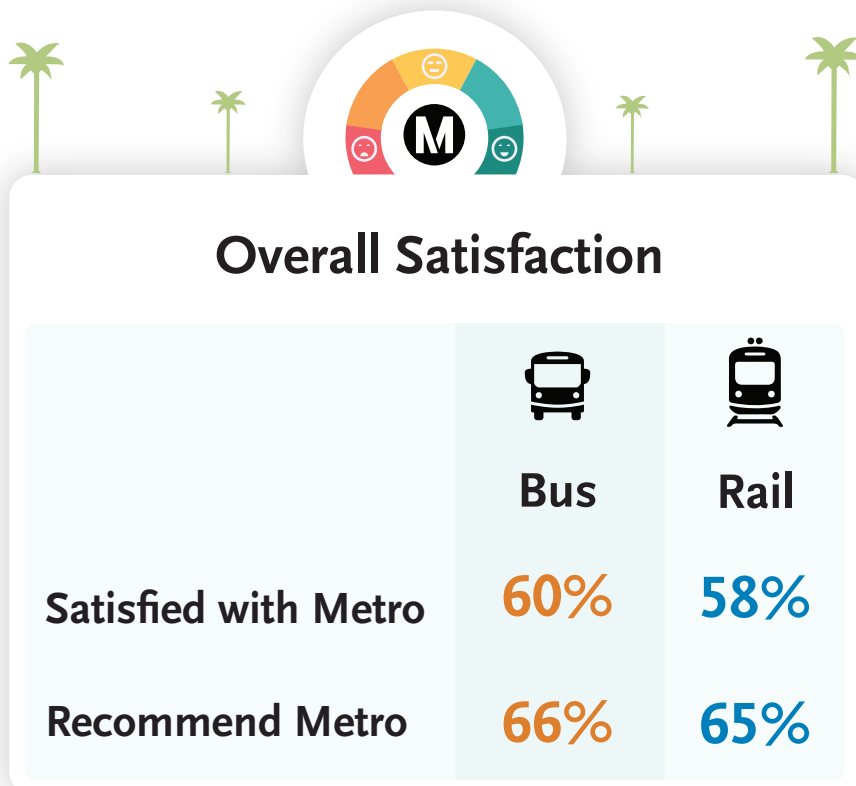 M
Overall Satisfaction
Bus Rail
Satisfied with Metro 60% 58%
Recommend Metro 66% 65%